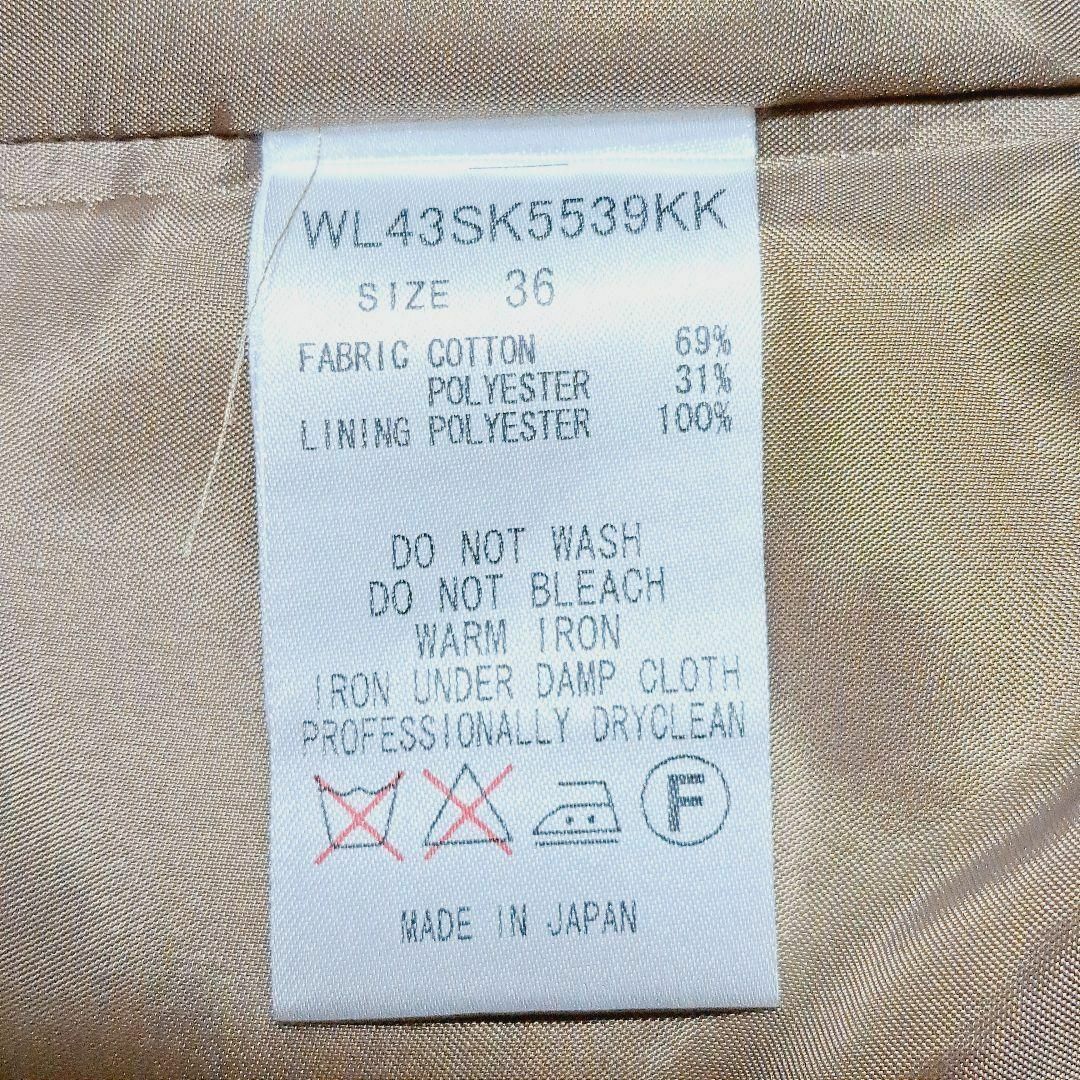 WL43SK5539KK
SIZE 36
FABRIC COTTON 69%
POLYESTER 31%
LINING POLYESTER 100%
DO NOT WASH
DO NOT BLEACH
WARM IRON
IRON UNDER DAMP CLOTH
PROFESSIONALLY DRYCLEAN
F
MADE IN JAPAN